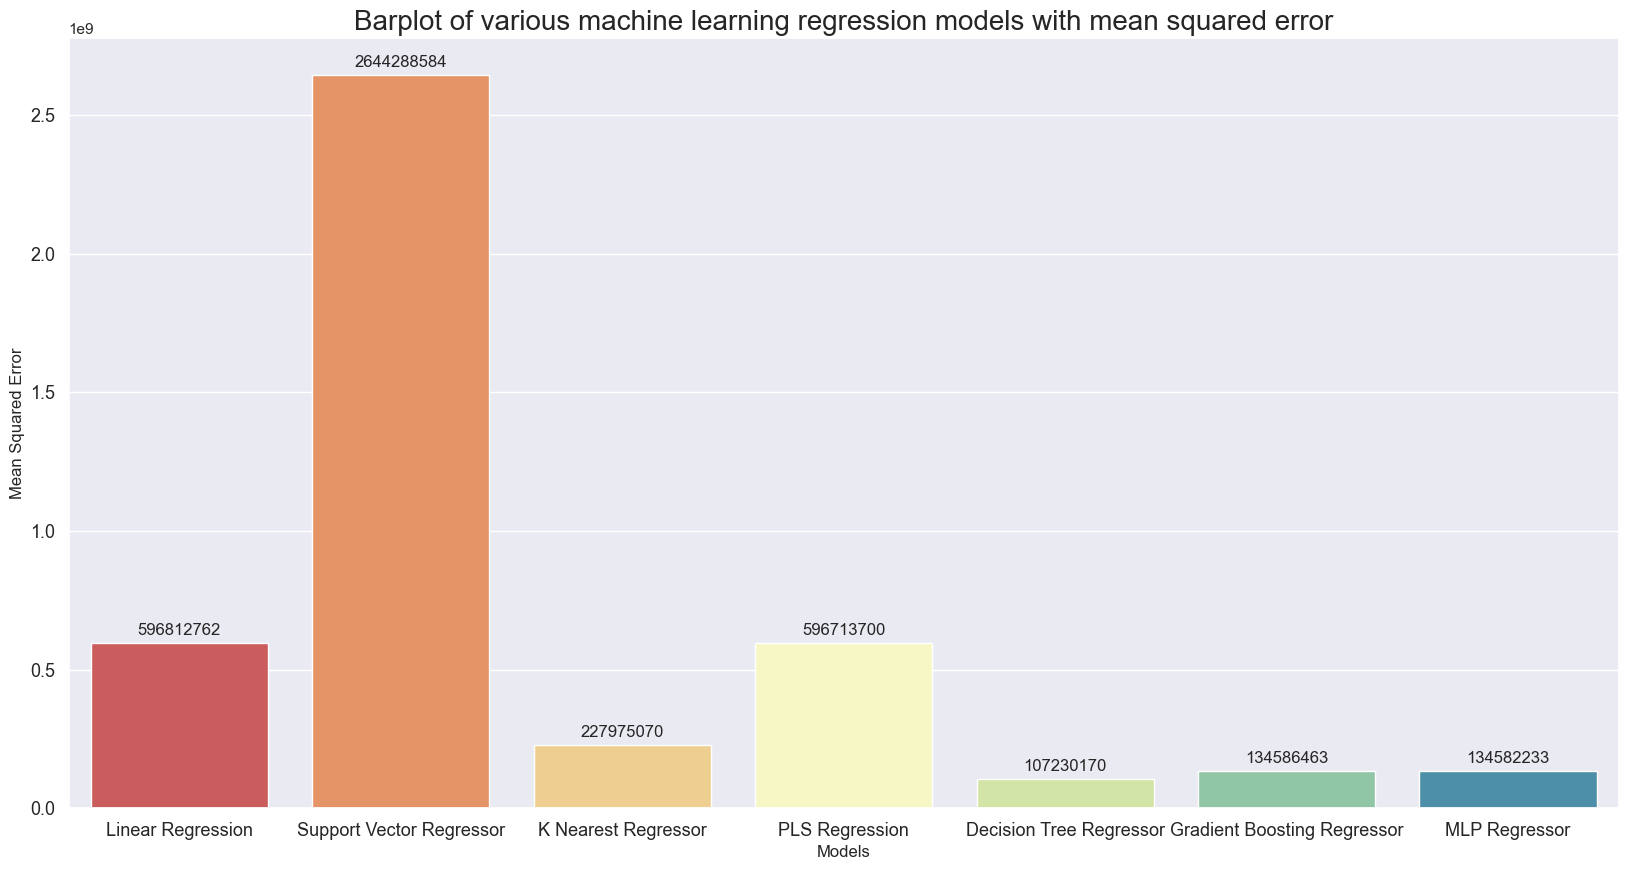 Barplot of various machine learning regression models with mean squared error
1e9
2644288584
2.5
2.0
Mean Squared Error
1.5
1.0
596812762
596713700
0.5
227975070
107230170
134586463
134582233
0.0
Linear Regression Support Vector Regressor K Nearest Regressor PLS Regression Decision Tree Regressor Gradient Boosting Regressor MLP Regressor
Models